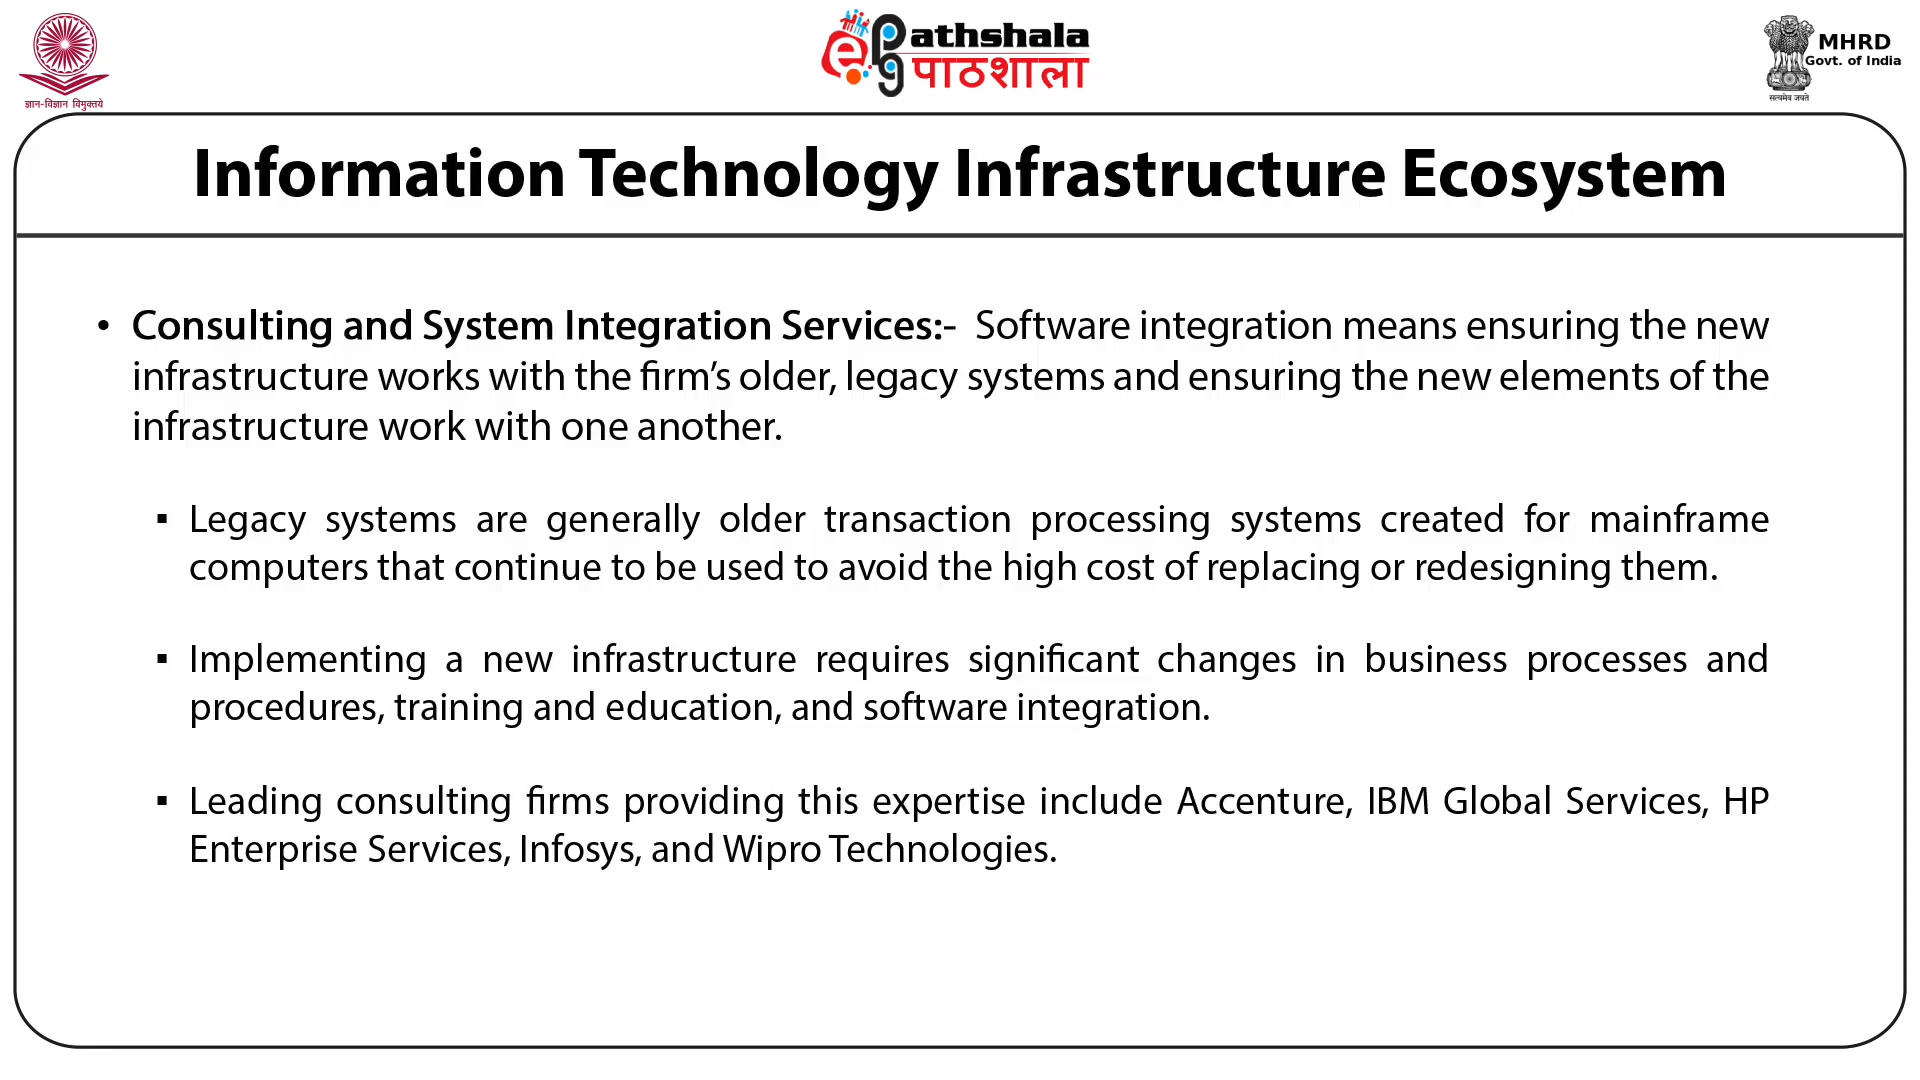 ज्ञान-विज्ञान विमुक्तये
ePG athshala
पाठशाला
MHRD
Govt. of India
सत्यमेव जयते
Information Technology Infrastructure Ecosystem
• Consulting and System Integration Services:- Software integration means ensuring the new
infrastructure works with the firm’s older, legacy systems and ensuring the new elements of the
infrastructure work with one another.
▪ Legacy systems are generally older transaction processing systems created for mainframe
computers that continue to be used to avoid the high cost of replacing or redesigning them.
▪ Implementing a new infrastructure requires significant changes in business processes and
procedures, training and education, and software integration.
▪ Leading consulting firms providing this expertise include Accenture, IBM Global Services, HP
Enterprise Services, Infosys, and Wipro Technologies.